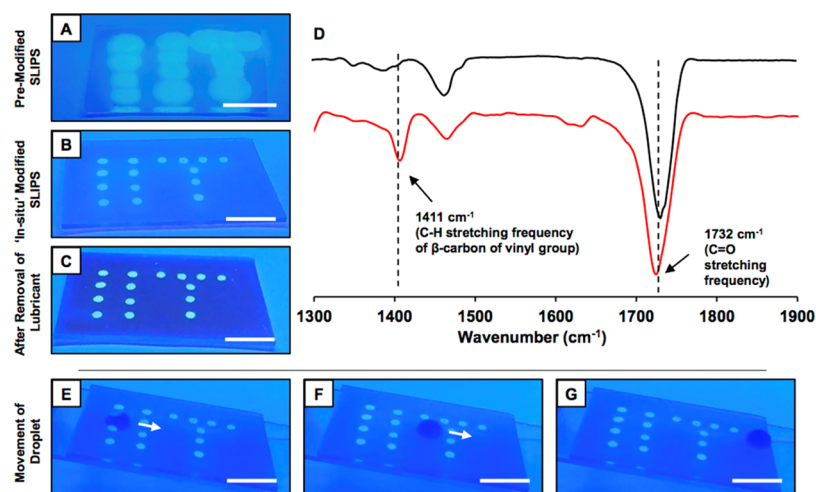 Pre-Modified
SLIPS
A
'In-situ' Modified
SLIPS
B
After Removal of
Lubricant
C
D
1411 cm⁻¹
(C-H stretching frequency
of β-carbon of vinyl group)
1732 cm⁻¹
(C=O
stretching
frequency)
1300 1400 1500 1600 1700 1800 1900
Wavenumber (cm⁻¹)
Movement of
Droplet
E
F
G